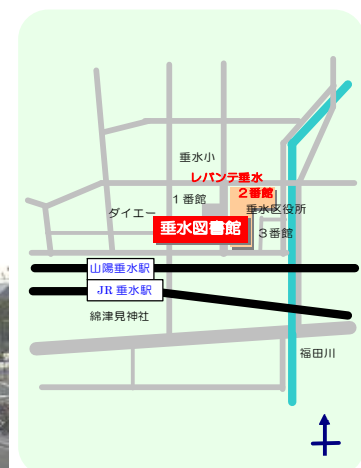 垂水小
レバンテ垂水
2番館
1番館
ダイエー
垂水区役所
垂水図書館
3番館
山陽垂水駅
JR垂水駅
綿津見神社
福田川